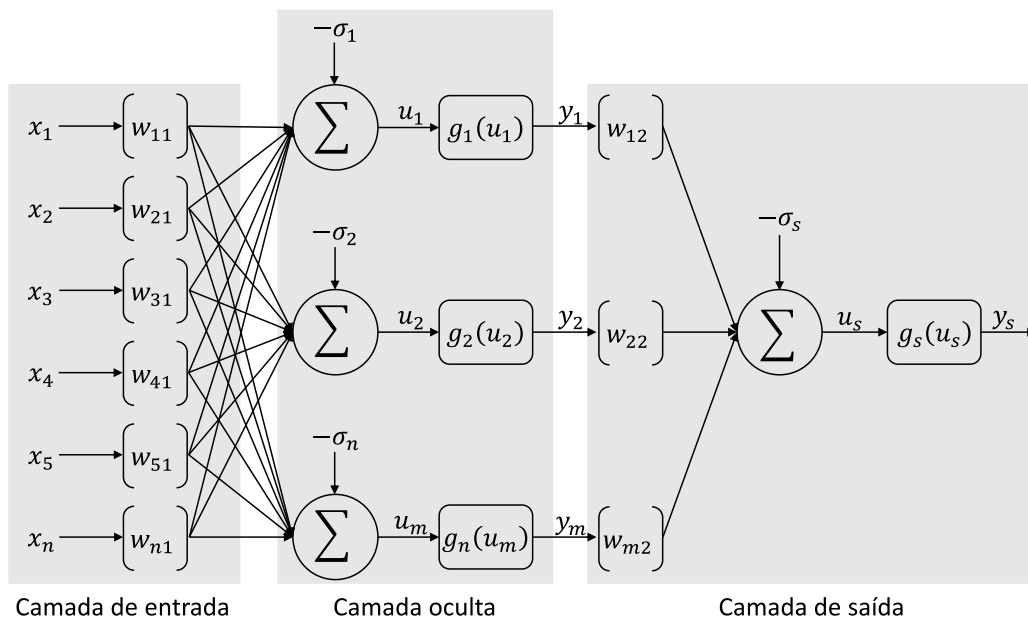 −σ₁
x₁ w₁₁ ∑ u₁ g₁(u₁) y₁ w₁₂
x₂ w₂₁
−σ₂ −σₛ
x₃ w₃₁ ∑ u₂ g₂(u₂) y₂ w₂₂ ∑ uₛ gₛ(uₛ) yₛ
x₄ w₄₁
−σₙ
x₅ w₅₁
xₙ wₙ₁ ∑ uₘ gₙ(uₘ) yₘ wₘ₂
Camada de entrada Camada oculta Camada de saída